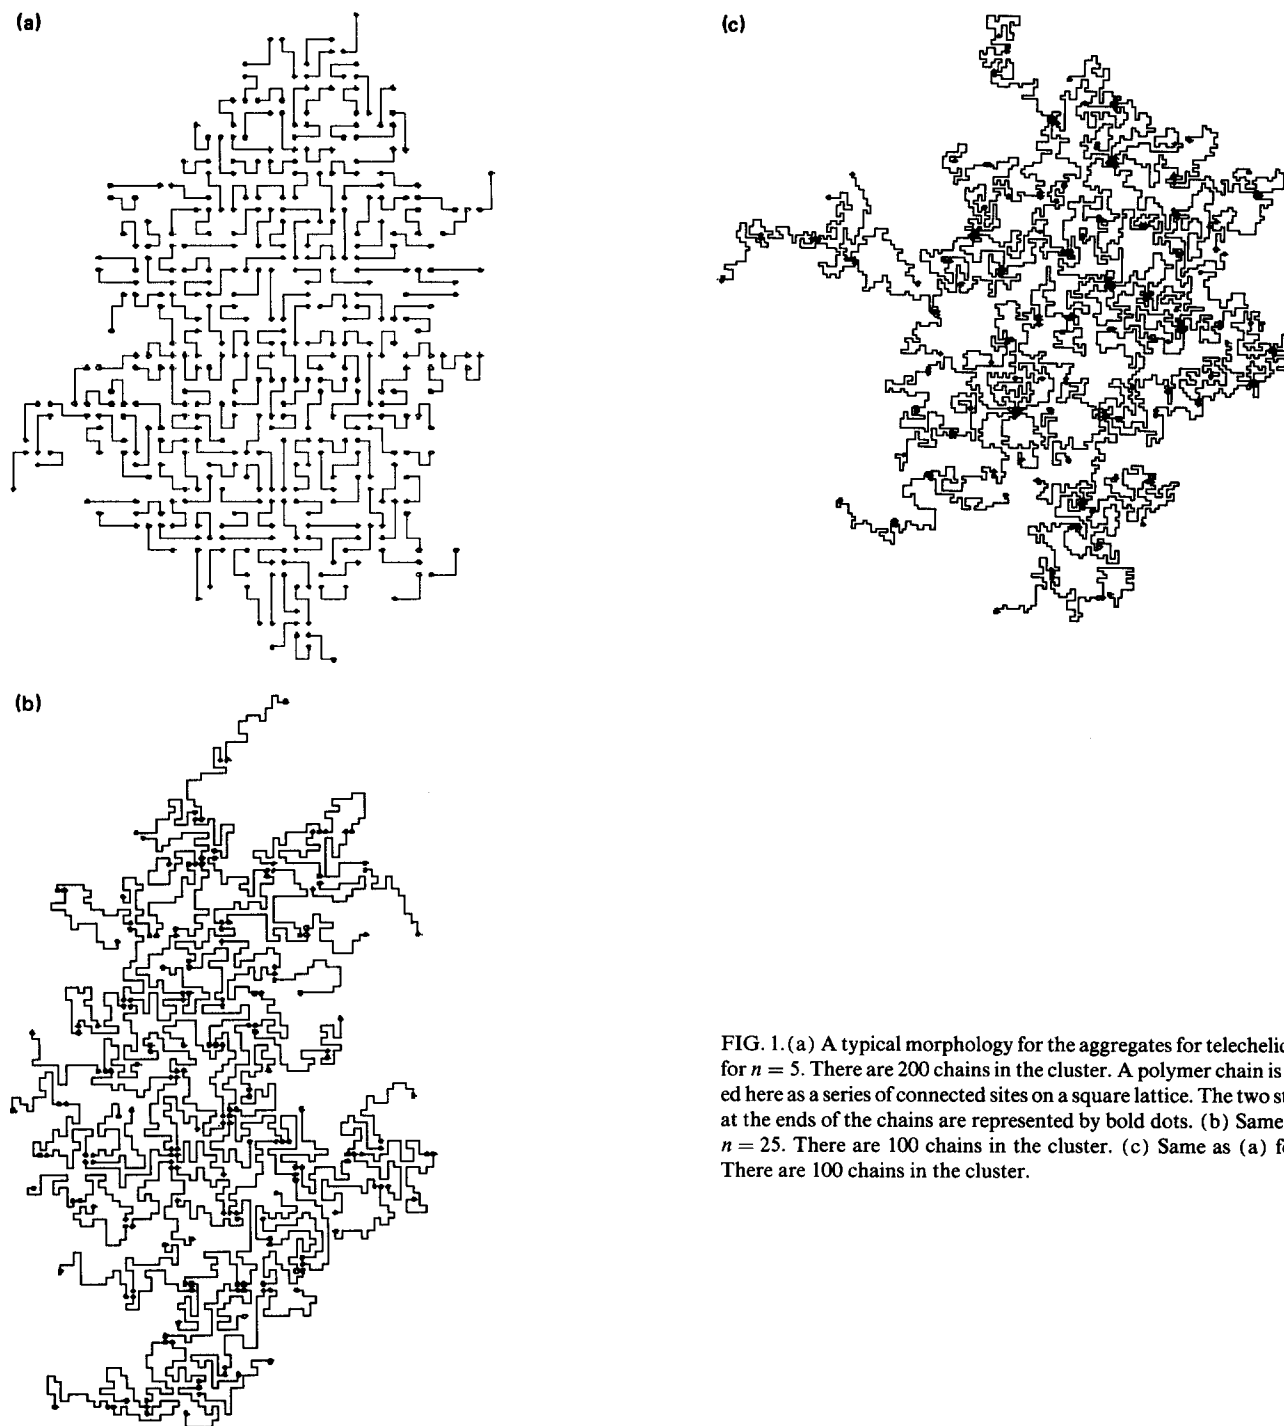 (a)
(c)
(b)
FIG. 1.(a) A typical morphology for the aggregates for telechelic
for n = 5. There are 200 chains in the cluster. A polymer chain is
ed here as a series of connected sites on a square lattice. The two st
at the ends of the chains are represented by bold dots. (b) Same
n = 25. There are 100 chains in the cluster. (c) Same as (a) fo
There are 100 chains in the cluster.